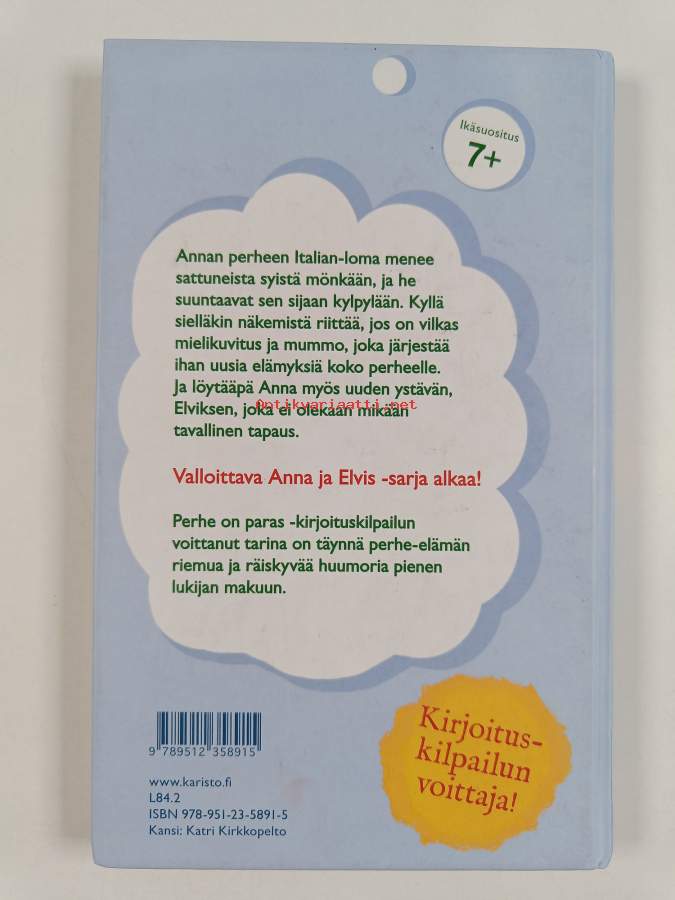 Ikäsuositus
7+
Annan perheen Italian-loma menee
sattuneista syistä mönkään, ja he
suuntaavat sen sijaan kylpylään. Kyllä
sielläkin näkemistä riittää, jos on vilkas
mielikuvitus ja mummo, joka järjestää
ihan uusia elämyksiä koko perheelle.
Ja löytääpä Anna myös uuden ystävän,
Elviksen, joka ei olekaan mikään
Antikvariaatti.net
tavallinen tapaus.
Valloittava Anna ja Elvis -sarja alkaa!
Perhe on paras -kirjoituskilpailun
voittanut tarina on täynnä perhe-elämän
riemua ja räiskyvää huumoria pienen
lukijan makuun.
Kirjoitus-
kilpailun
voittaja!
9 789512 358915
www.karisto.fi
L84.2
ISBN 978-951-23-5891-5
Kansi: Katri Kirkkopelto